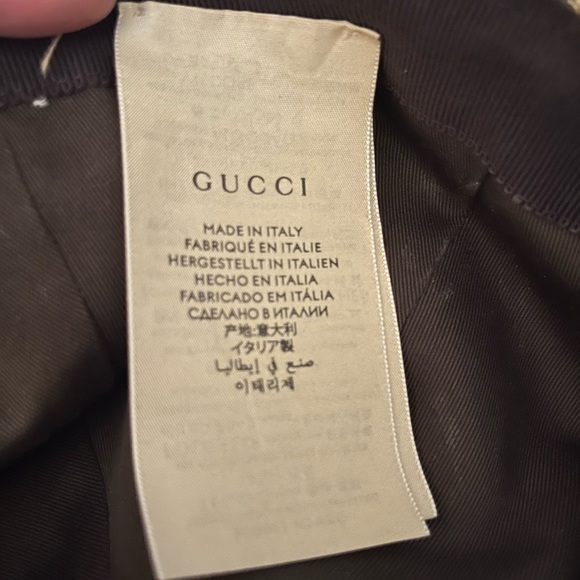 GUCCI
MADE IN ITALY
FABRIQUÉ EN ITALIE
HERGESTELLT IN ITALIEN
HECHO EN ITALIA
FABRICADO EM ITÁLIA
СДЕЛАНО В ИТАЛИИ
产地:意大利
イタリア製
صنع في إيطاليا
이태리제